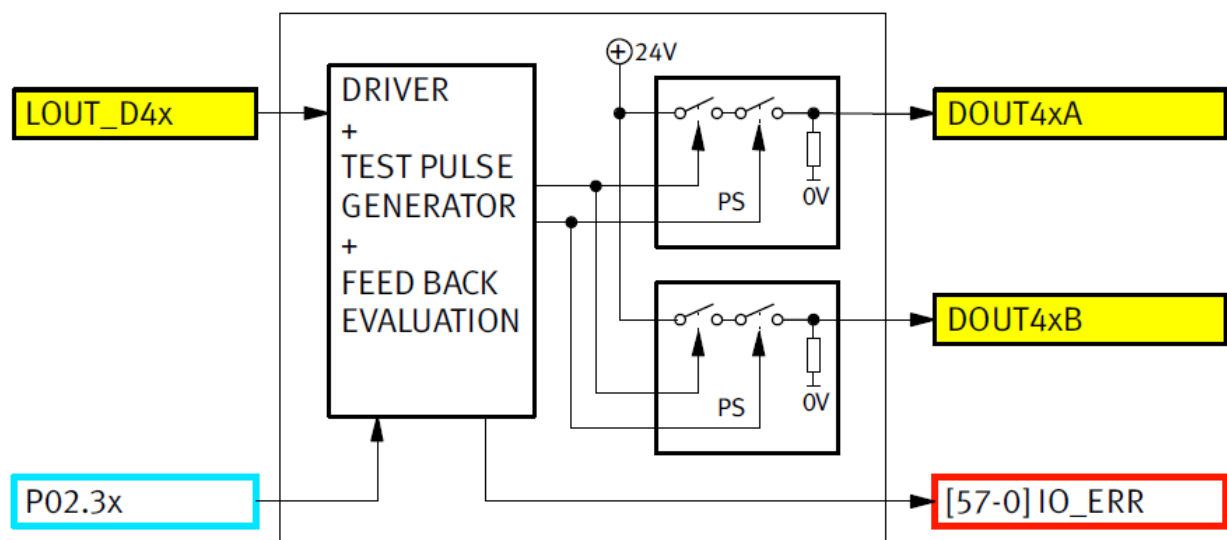 24V
LOUT_D4x
DRIVER
+
TEST PULSE
GENERATOR
+
FEED BACK
EVALUATION
DOUT4xA
PS
0V
DOUT4xB
PS
0V
P02.3x
[57-0] IO_ERR